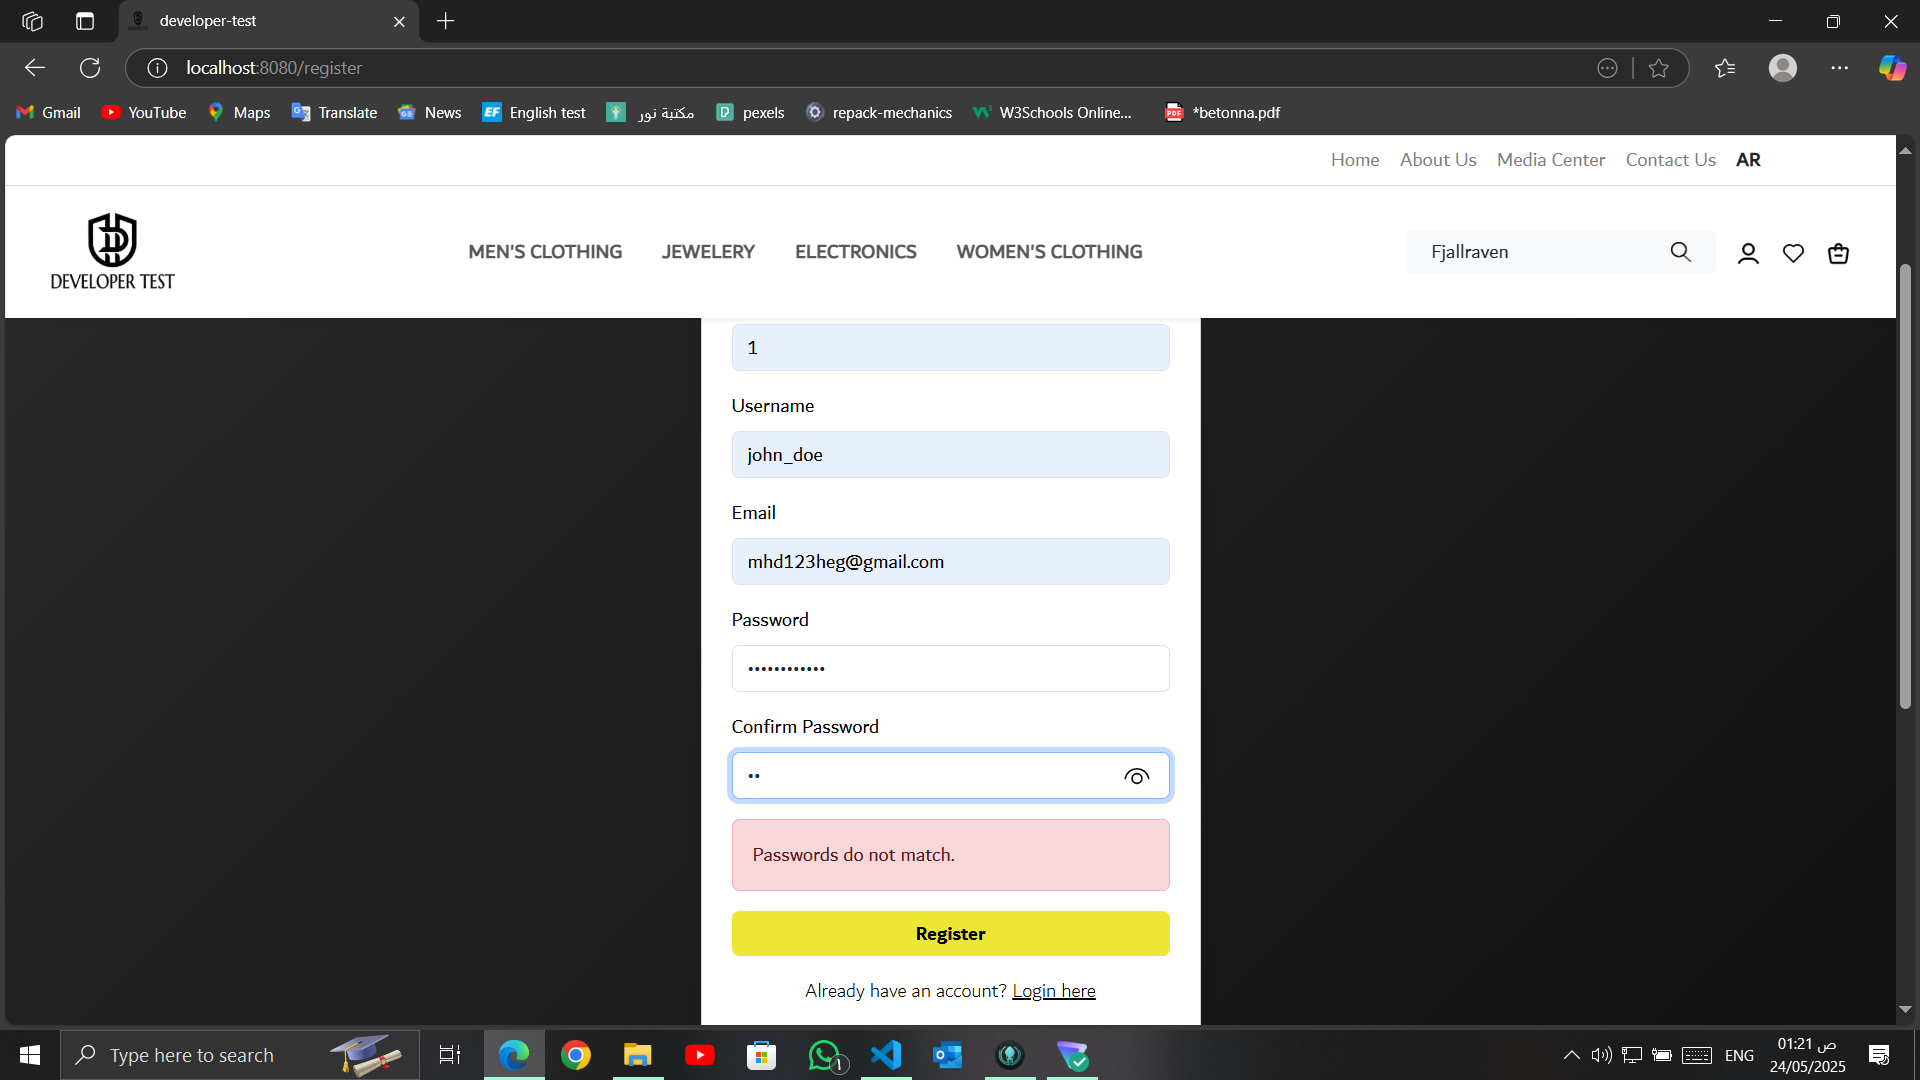 developer-test
localhost:8080/register
Gmail
YouTube
Maps
Translate
News
EF
English test
مكتبة نور
pexels
repack-mechanics
W3Schools Online...
PDF
*betonna.pdf
Home
About Us
Media Center
Contact Us
AR
DEVELOPER TEST
MEN'S CLOTHING
JEWELERY
ELECTRONICS
WOMEN'S CLOTHING
Fjallraven
1
Username
john_doe
Email
mhd123heg@gmail.com
Password
••••••••••••
Confirm Password
••
Passwords do not match.
Register
Already have an account? Login here
Type here to search
ENG
01:21 ص
24/05/2025